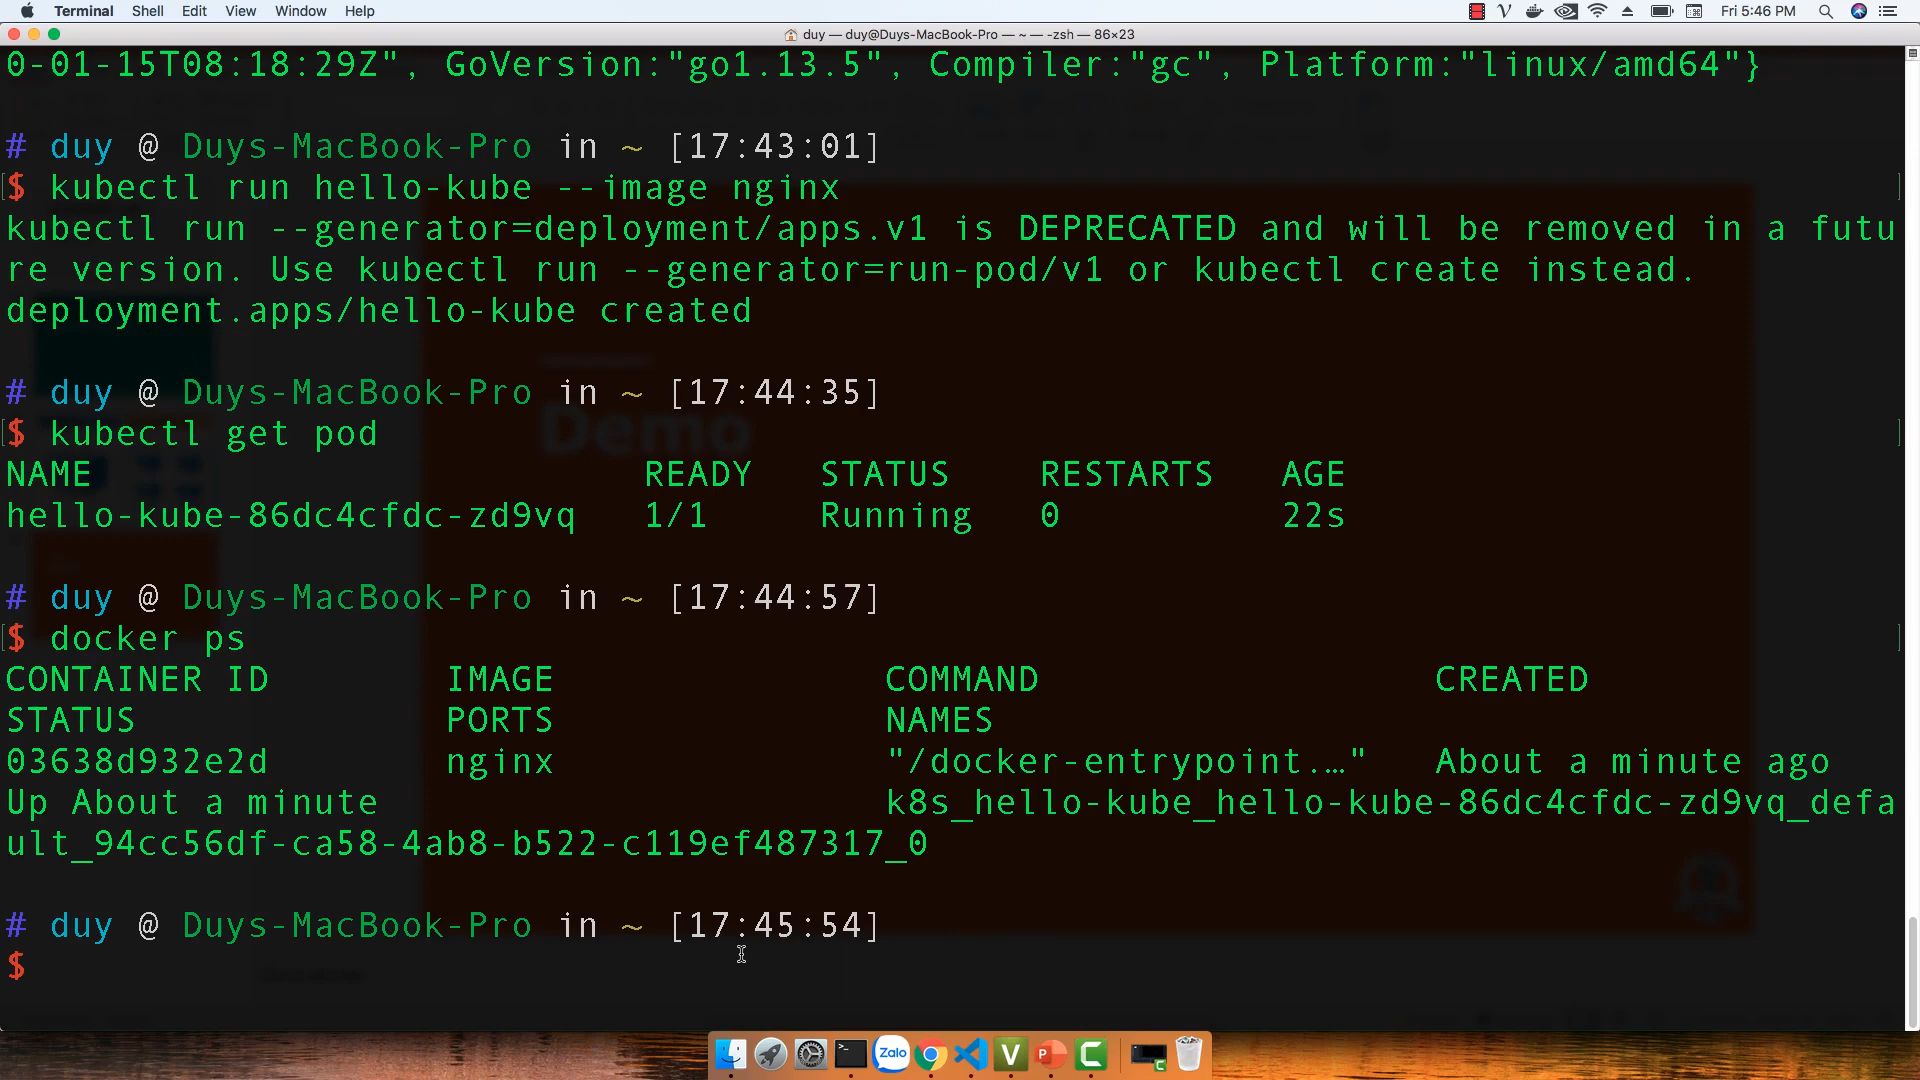 Terminal Shell Edit View Window Help Fri 5:46 PM
duy — duy@Duys-MacBook-Pro — ~ — -zsh — 86×23
0-01-15T08:18:29Z", GoVersion:"go1.13.5", Compiler:"gc", Platform:"linux/amd64"}
# duy @ Duys-MacBook-Pro in ~ [17:43:01]
$ kubectl run hello-kube --image nginx
kubectl run --generator=deployment/apps.v1 is DEPRECATED and will be removed in a futu
re version. Use kubectl run --generator=run-pod/v1 or kubectl create instead.
deployment.apps/hello-kube created
# duy @ Duys-MacBook-Pro in ~ [17:44:35]
Demo
$ kubectl get pod
NAME READY STATUS RESTARTS AGE
hello-kube-86dc4cfdc-zd9vq 1/1 Running 0 22s
# duy @ Duys-MacBook-Pro in ~ [17:44:57]
$ docker ps
CONTAINER ID IMAGE COMMAND CREATED
STATUS PORTS NAMES
03638d932e2d nginx "/docker-entrypoint.…" About a minute ago
Up About a minute k8s_hello-kube_hello-kube-86dc4cfdc-zd9vq_defa
ult_94cc56df-ca58-4ab8-b522-c119ef487317_0
# duy @ Duys-MacBook-Pro in ~ [17:45:54]
$
Zalo